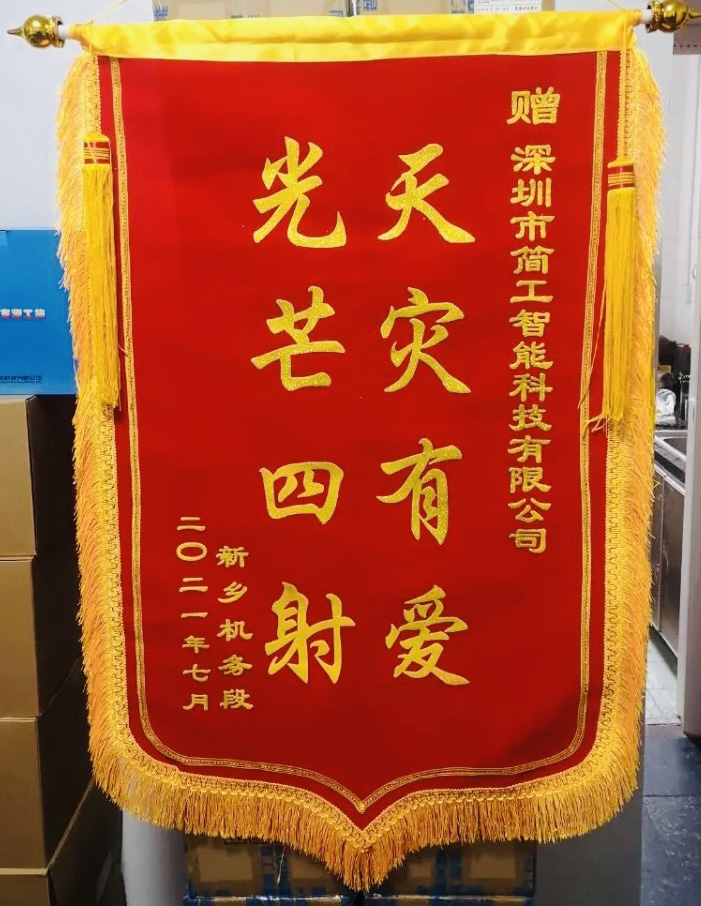 赠 深圳市简工智能科技有限公司
天灾有爱
光芒四射
新乡机务段
二〇二一年七月